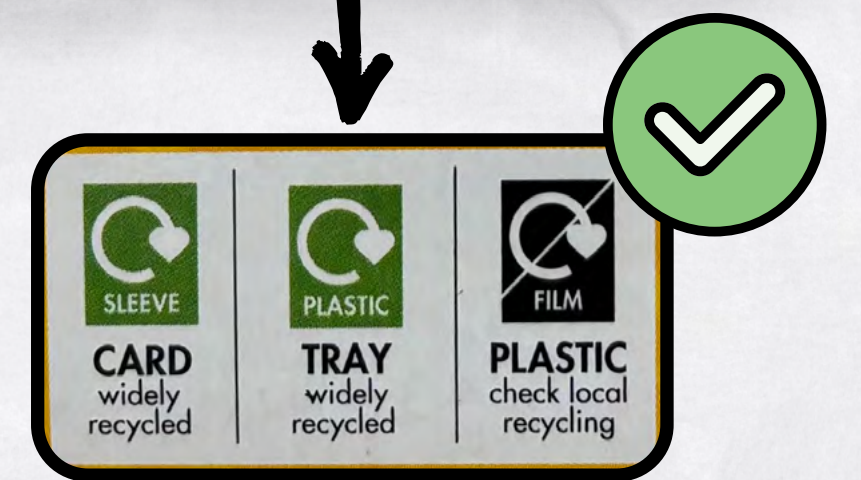 SLEEVE
CARD
widely
recycled
PLASTIC
TRAY
widely
recycled
FILM
PLASTIC
check local
recycling